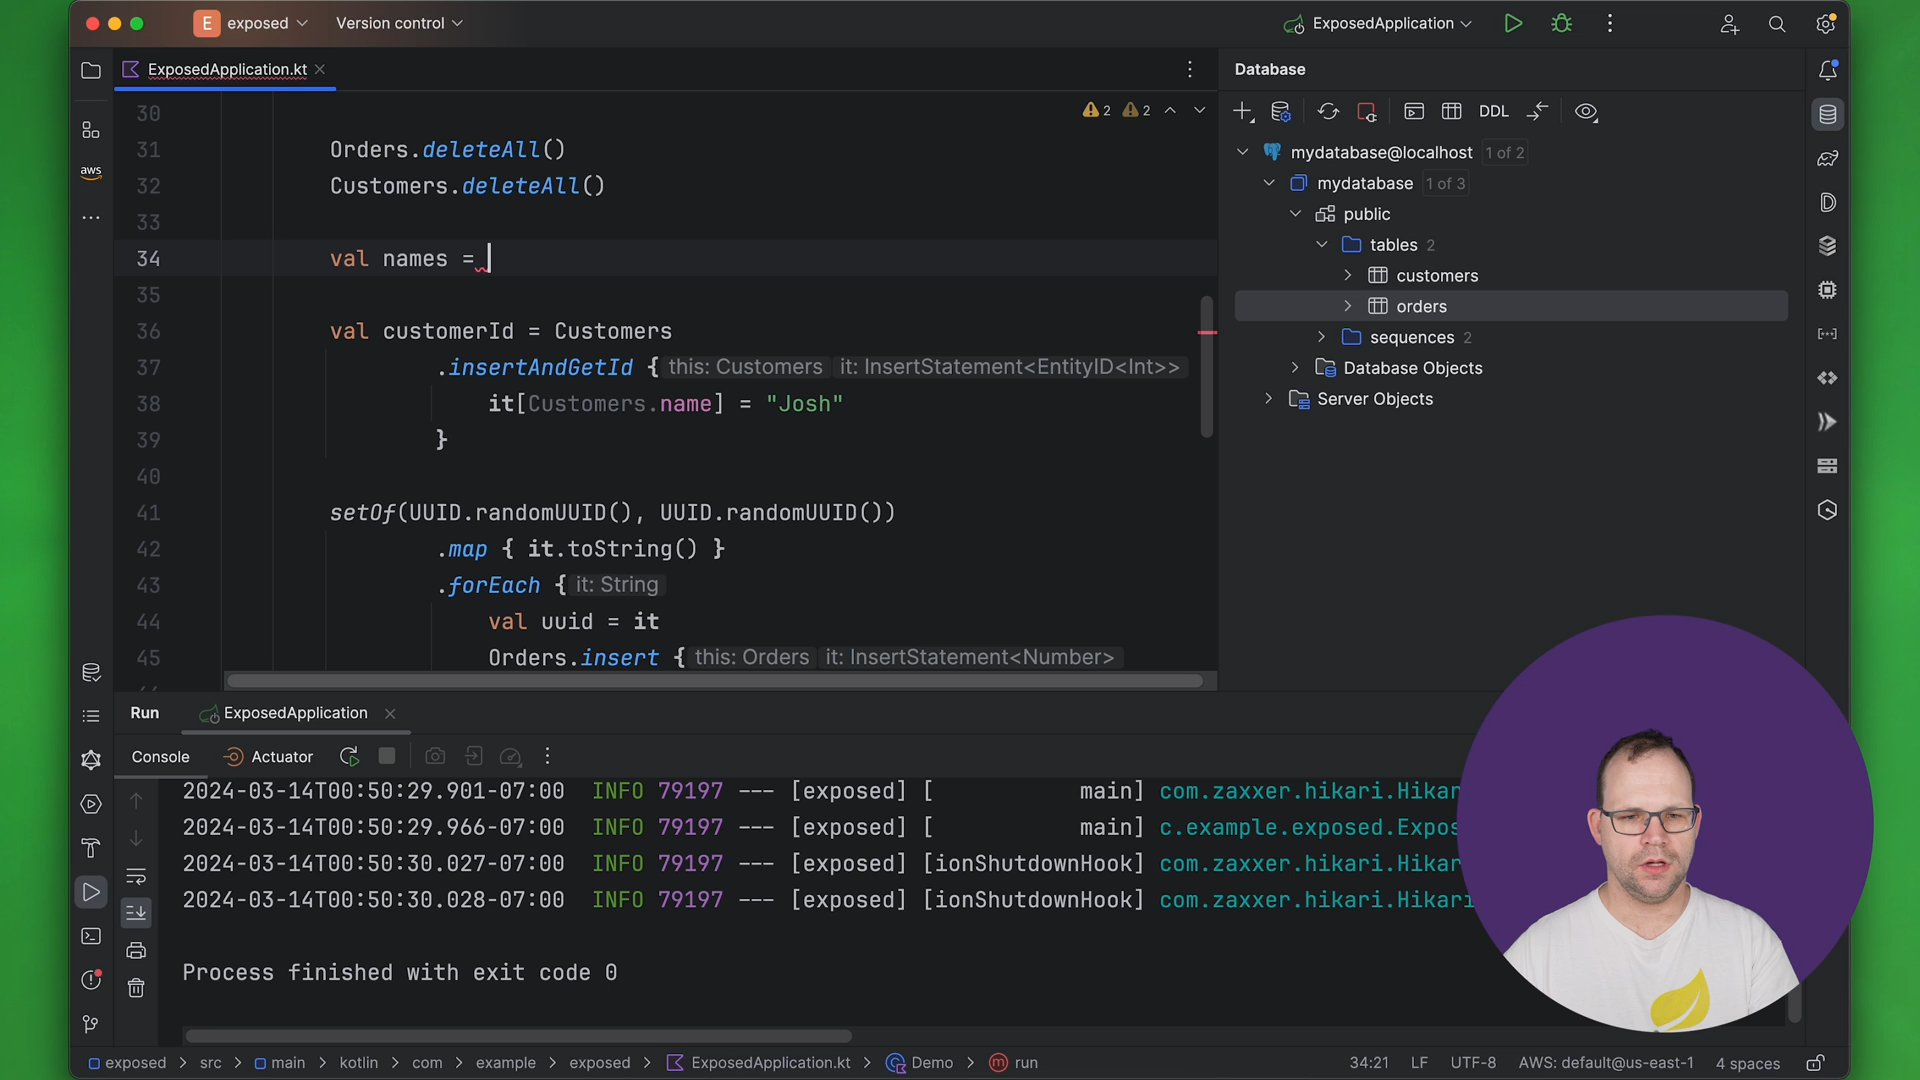 E exposed Version control ExposedApplication
ExposedApplication.kt Database
aws
2 2
30
31 Orders.deleteAll()
32 Customers.deleteAll()
33
34 val names =
35
36 val customerId = Customers
37 .insertAndGetId { this: Customers it: InsertStatement<EntityID<Int>>
38 it[Customers.name] = "Josh"
39 }
40
41 setOf(UUID.randomUUID(), UUID.randomUUID())
42 .map { it.toString() }
43 .forEach { it: String
44 val uuid = it
45 Orders.insert { this: Orders it: InsertStatement<Number>
DDL
mydatabase@localhost 1 of 2
mydatabase 1 of 3
public
tables 2
customers
orders
sequences 2
Database Objects
Server Objects
Run ExposedApplication
Console Actuator
2024-03-14T00:50:29.901-07:00 INFO 79197 --- [exposed] [ main] com.zaxxer.hikari.Hikar
2024-03-14T00:50:29.966-07:00 INFO 79197 --- [exposed] [ main] c.example.exposed.Expos
2024-03-14T00:50:30.027-07:00 INFO 79197 --- [exposed] [ionShutdownHook] com.zaxxer.hikari.Hikar
2024-03-14T00:50:30.028-07:00 INFO 79197 --- [exposed] [ionShutdownHook] com.zaxxer.hikari.Hikari
Process finished with exit code 0
exposed > src > main > kotlin > com > example > exposed > ExposedApplication.kt > Demo > run 34:21 LF UTF-8 AWS: default@us-east-1 4 spaces